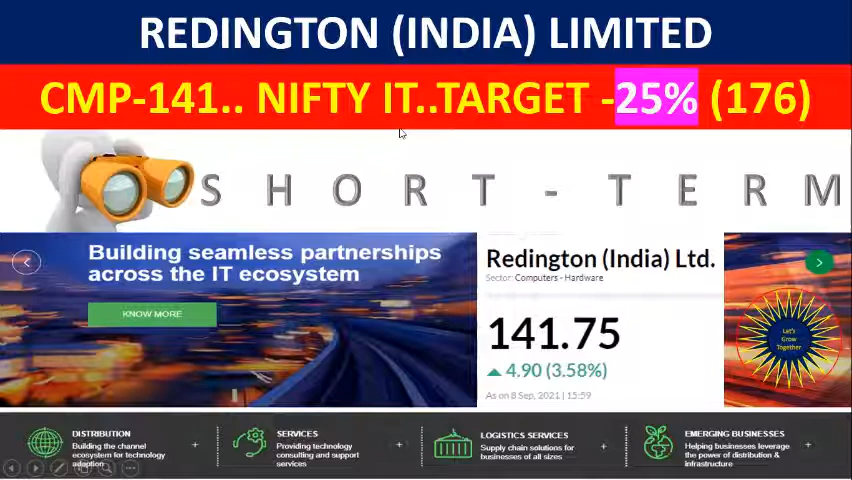 REDINGTON (INDIA) LIMITED
CMP-141.. NIFTY IT..TARGET -25% (176)
SHORT-TERM
Building seamless partnerships
across the IT ecosystem
KNOW MORE
Redington (India) Ltd.
Sector: Computers - Hardware
141.75
4.90 (3.58%)
As on 8 Sep, 2021 | 15:59
Let's
Grow
Together
DISTRIBUTION
Building the channel
ecosystem for technology
adoption
+
SERVICES
Providing technology
consulting and support
services
+
LOGISTICS SERVICES
Supply chain solutions for
businesses of all sizes
+
EMERGING BUSINESSES
Helping businesses leverage
the power of distribution &
infrastructure
+